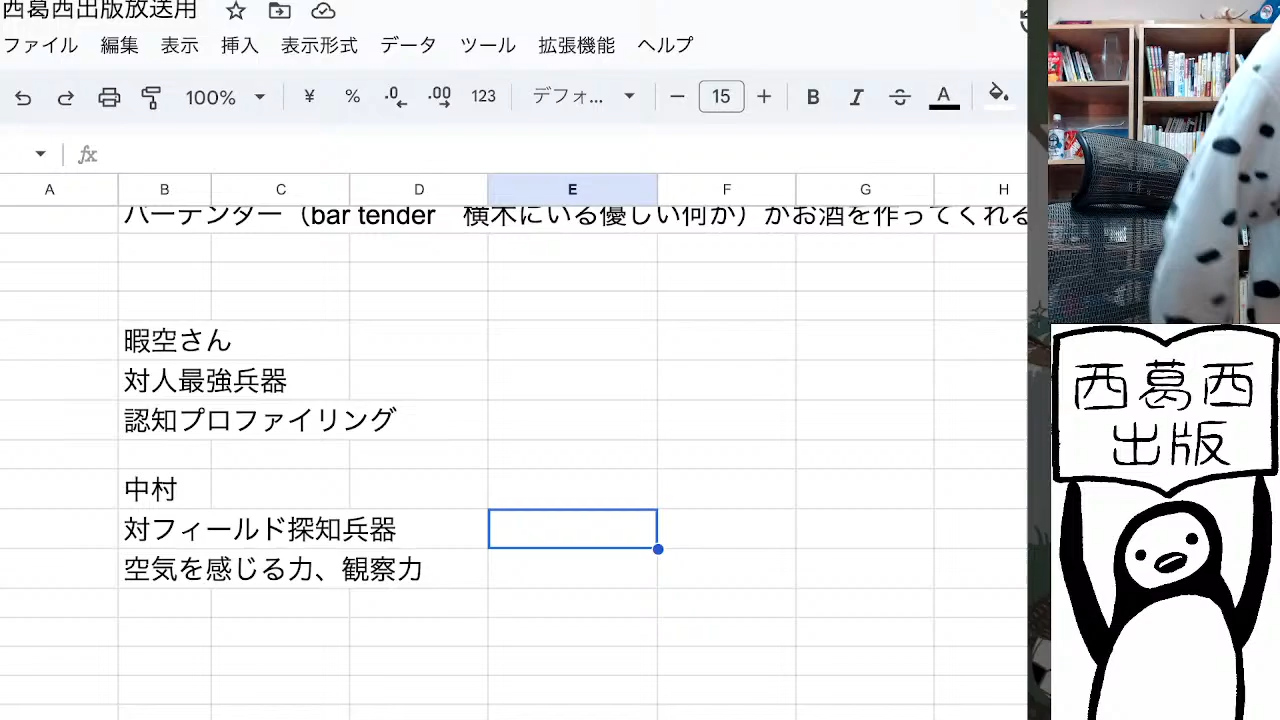 西葛西出版放送用
ファイル 編集 表示 挿入 表示形式 データ ツール 拡張機能 ヘルプ
100% ¥ % .0 .00 123 デフォ... − 15 + B I S A
fx
A B C D E F G H
バーテンダー（bar tender　横木にいる優しい何か）がお酒を作ってくれる
暇空さん
対人最強兵器
認知プロファイリング
中村
対フィールド探知兵器
空気を感じる力、観察力
西葛西
出版